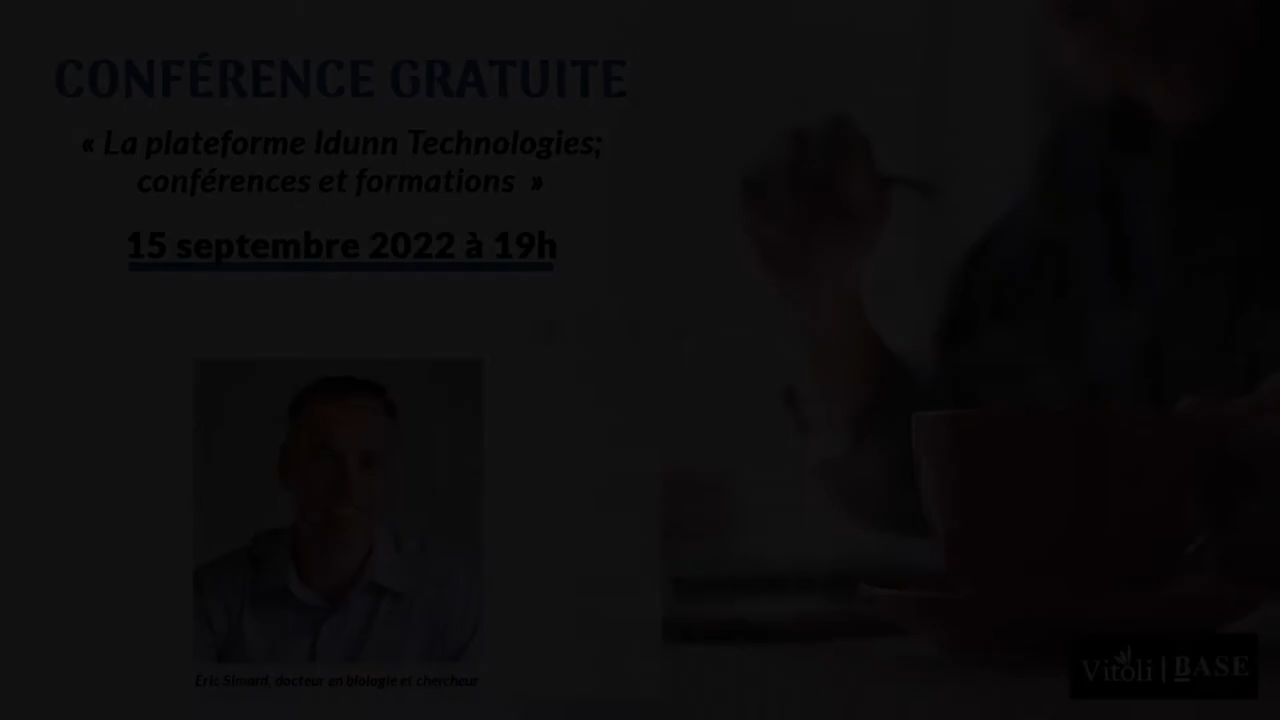 CONFÉRENCE GRATUITE
« La plateforme Idunn Technologies;
conférences et formations »
15 septembre 2022 à 19h
Éric Simard, docteur en biologie et chercheur
Vitoli | BASE